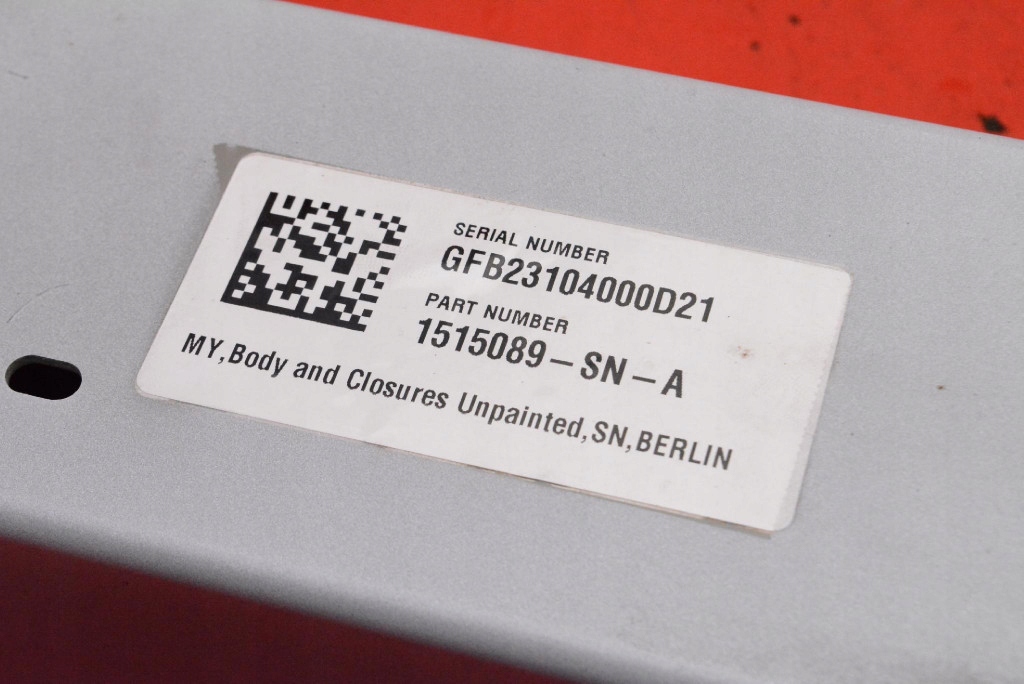 SERIAL NUMBER
GFB23104000D21
PART NUMBER
1515089-SN-A
MY,Body and Closures Unpainted,SN,BERLIN